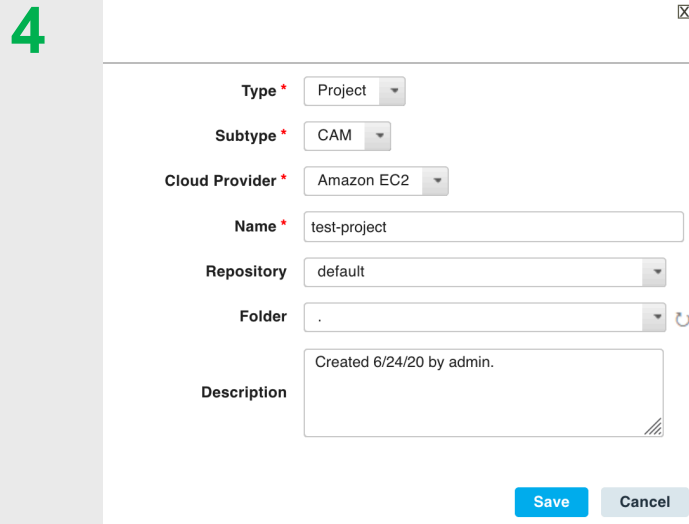 4
Type * Project
Subtype * CAM
Cloud Provider * Amazon EC2
Name * test-project
Repository default
Folder .
Description Created 6/24/20 by admin.
Save Cancel